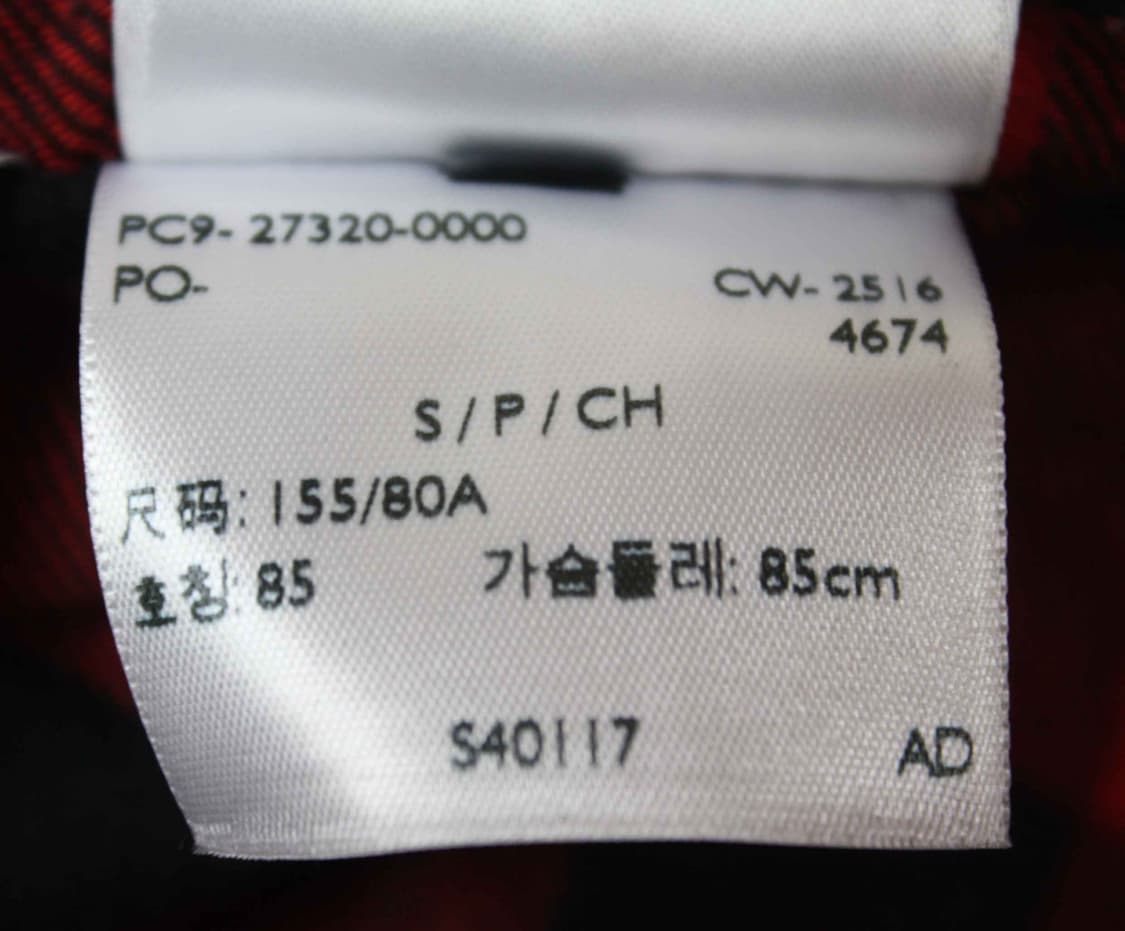 PC9- 27320-0000
PO-
CW- 2516
4674
S / P / CH
尺码: 155/80A
호칭: 85 가슴둘레: 85cm
S40117 AD